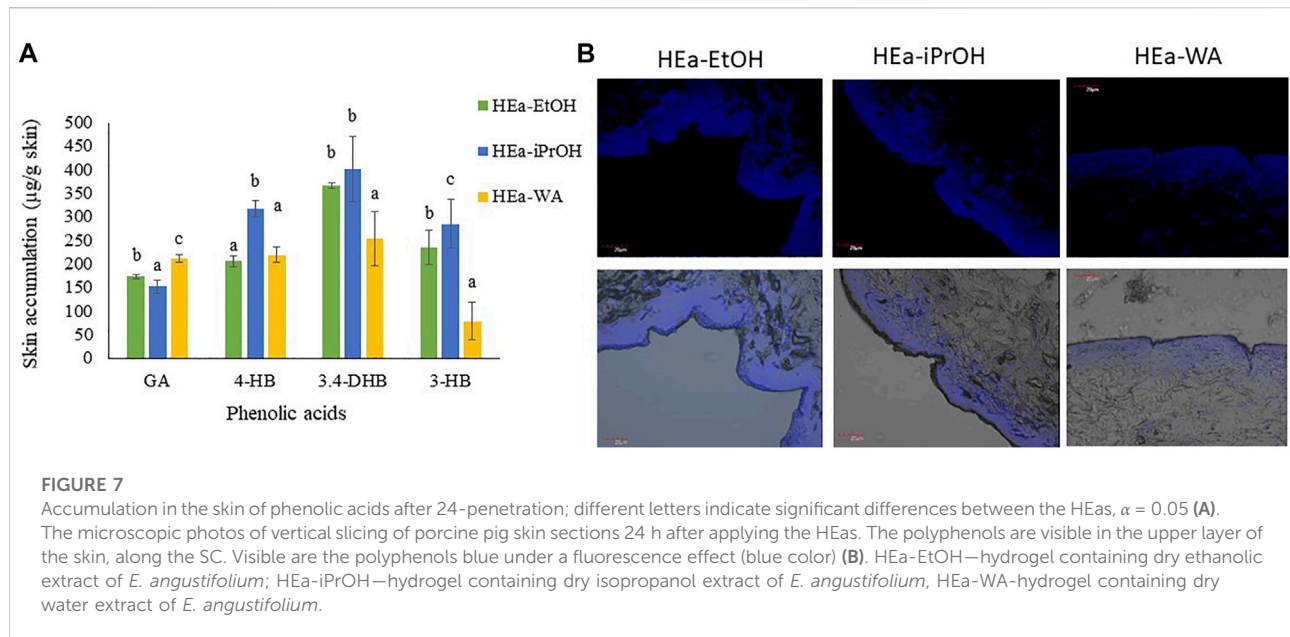 A
Skin accumulation (µg/g skin)
500
450
400
350
300
250
200
150
100
50
0
b
a
c
a
b
a
b
b
a
b
c
a
GA
4-HB
3.4-DHB
3-HB
Phenolic acids
HEa-EtOH
HEa-iPrOH
HEa-WA
B
HEa-EtOH
HEa-iPrOH
HEa-WA
FIGURE 7
Accumulation in the skin of phenolic acids after 24-penetration; different letters indicate significant differences between the HEas, α = 0.05 (A).
The microscopic photos of vertical slicing of porcine pig skin sections 24 h after applying the HEas. The polyphenols are visible in the upper layer of
the skin, along the SC. Visible are the polyphenols blue under a fluorescence effect (blue color) (B). HEa-EtOH—hydrogel containing dry ethanolic
extract of E. angustifolium; HEa-iPrOH—hydrogel containing dry isopropanol extract of E. angustifolium, HEa-WA-hydrogel containing dry
water extract of E. angustifolium.